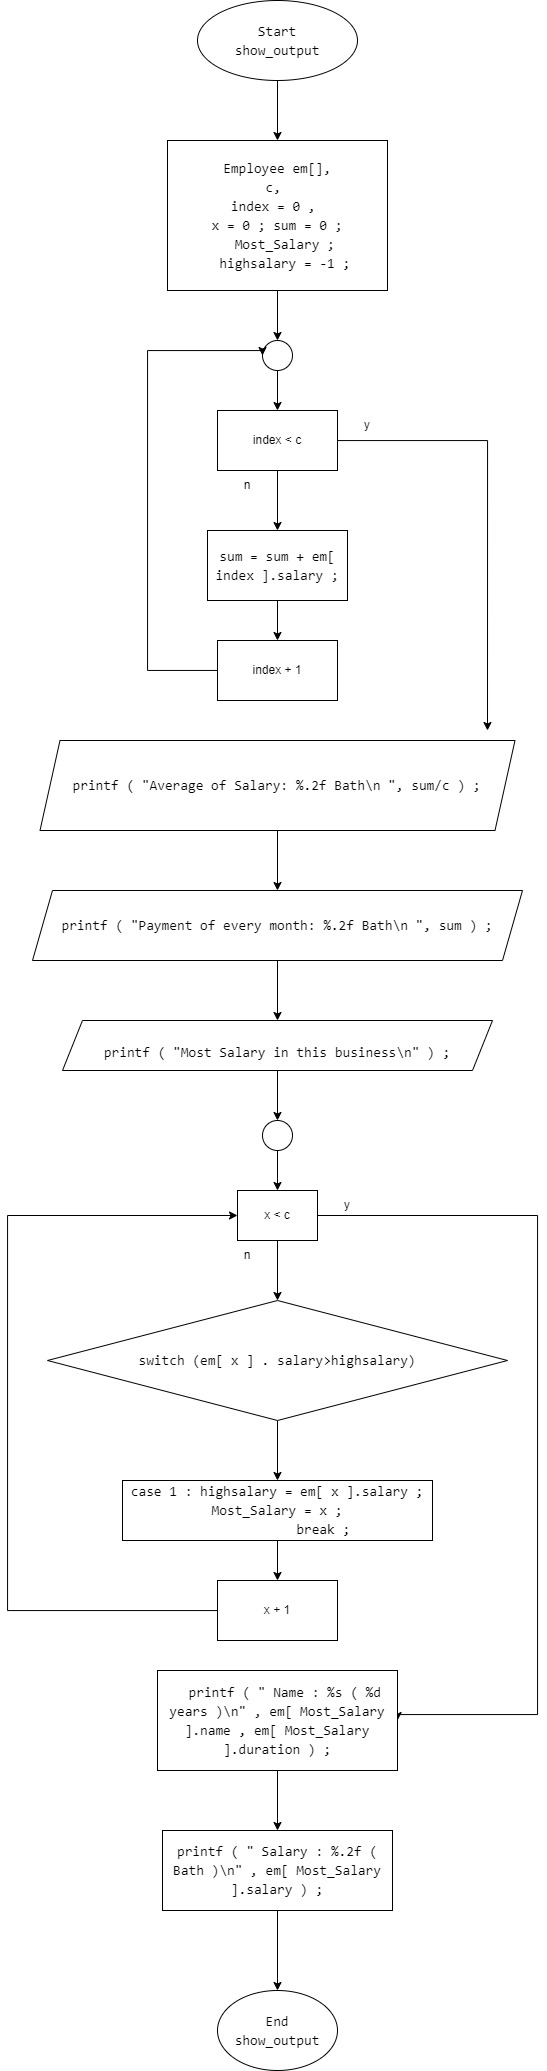 Start
show_output
Employee em[],
c,
index = 0 ,
x = 0 ; sum = 0 ;
Most_Salary ;
highsalary = -1 ;
index < c
y
n
sum = sum + em[
index ].salary ;
index + 1
printf ( "Average of Salary: %.2f Bath\n ", sum/c ) ;
printf ( "Payment of every month: %.2f Bath\n ", sum ) ;
printf ( "Most Salary in this business\n" ) ;
x < c
y
n
switch (em[ x ] . salary>highsalary)
case 1 : highsalary = em[ x ].salary ;
Most_Salary = x ;
break ;
x + 1
printf ( " Name : %s ( %d
years )\n" , em[ Most_Salary
].name , em[ Most_Salary
].duration ) ;
printf ( " Salary : %.2f (
Bath )\n" , em[ Most_Salary
].salary ) ;
End
show_output